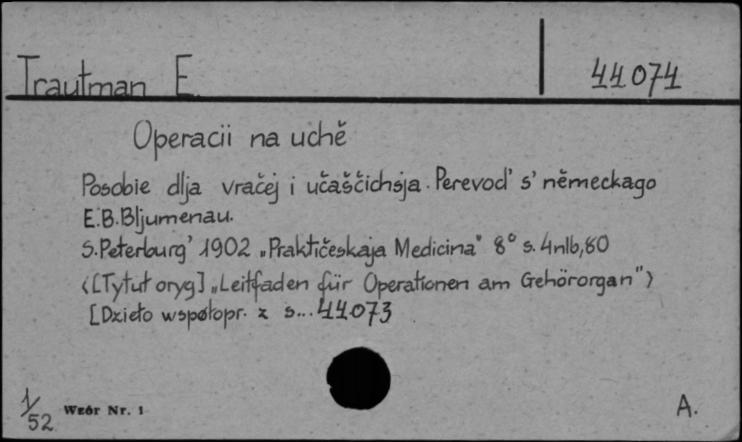 Trautman E.
44074
Operacii na uchě
Posobie dlja vračej i učaščichsja. Perevod' s' německago
E.B.Bljumenau.
S.Peterburg' 1902 „Praktičeskaja Medicina" 8° s. 4nlb,80
<[Tytuł oryg] „Leitfaden für Operationen am Gehörorgan">
[Dzieło współopr. z s... 44073
1/52
Wzór Nr. 1
A.